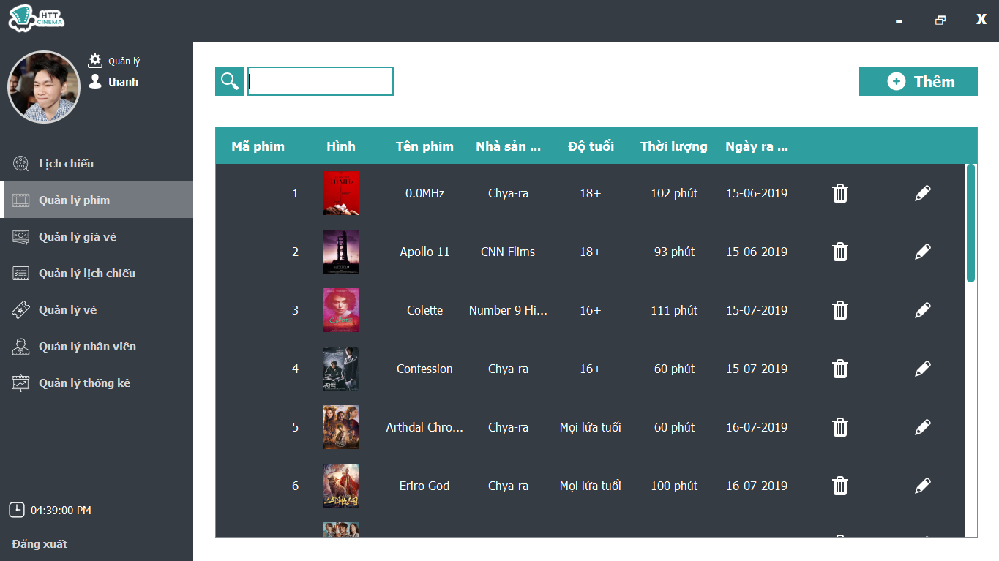 HTT
CINEMA
X
Quản lý
thanh
Thêm
Lịch chiếu
Quản lý phim
Quản lý giá vé
Quản lý lịch chiếu
Quản lý vé
Quản lý nhân viên
Quản lý thống kê
04:39:00 PM
Đăng xuất
Mã phim Hình Tên phim Nhà sản ... Độ tuổi Thời lượng Ngày ra ...
1 0.0MHz 0.0MHz Chya-ra 18+ 102 phút 15-06-2019
2 Apollo 11 CNN Flims 18+ 93 phút 15-06-2019
3 Colette Colette Number 9 Fli... 16+ 111 phút 15-07-2019
4 Confession Chya-ra 16+ 60 phút 15-07-2019
5 Arthdal Chro... Chya-ra Mọi lứa tuổi 60 phút 16-07-2019
6 Eriro God Chya-ra Mọi lứa tuổi 100 phút 16-07-2019